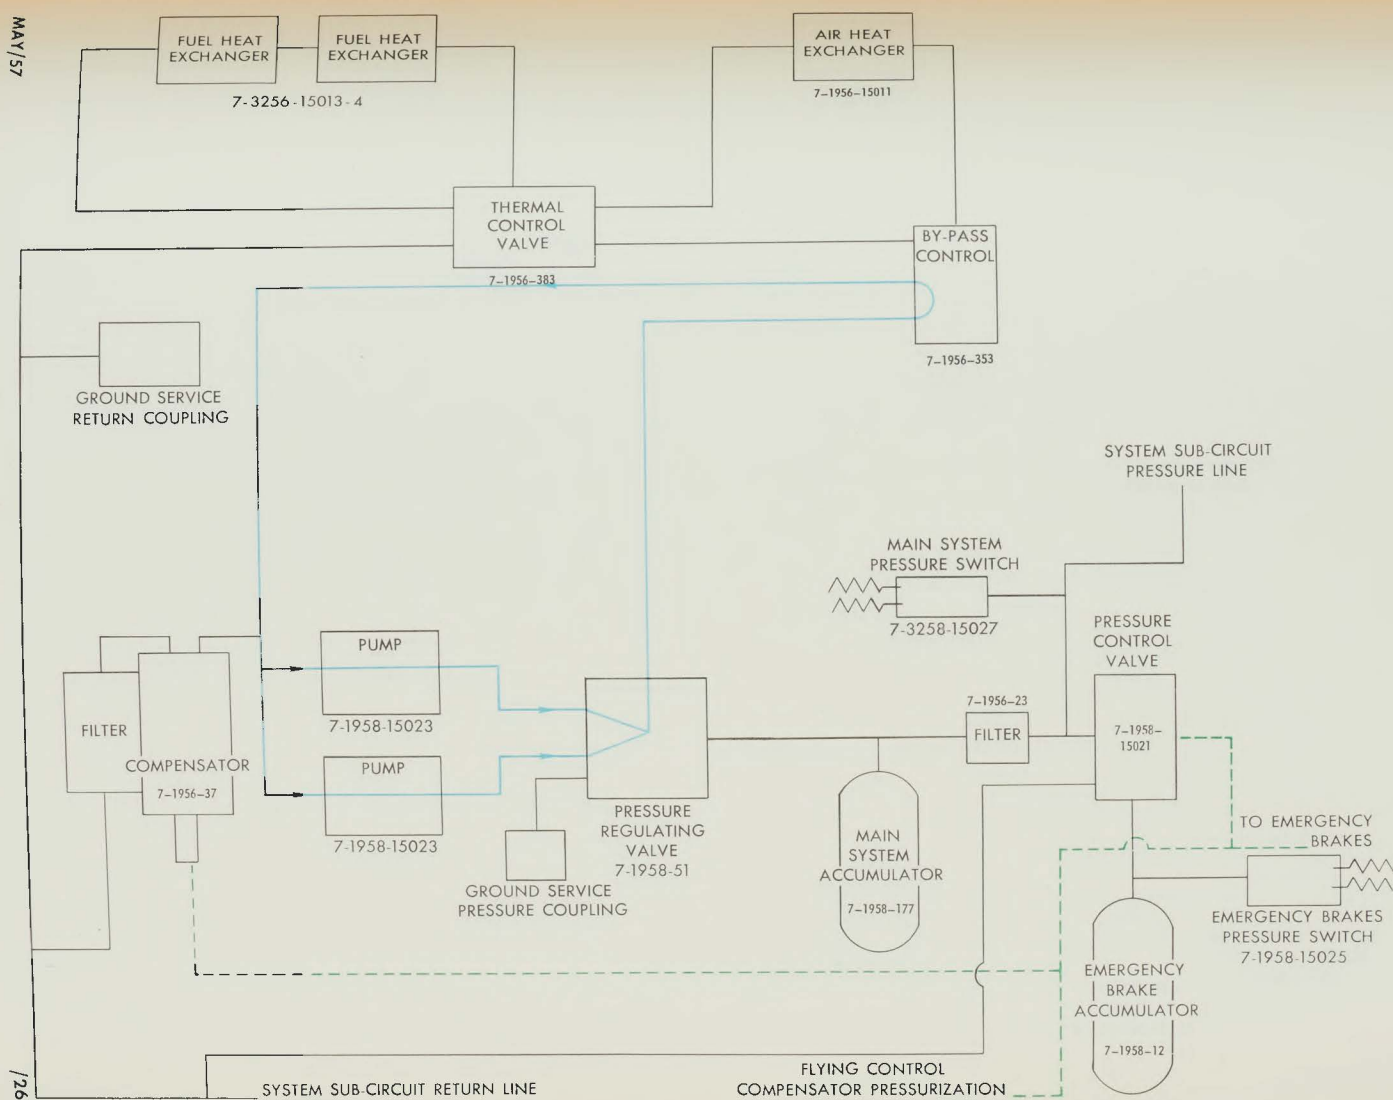 MAY/57
FUEL HEAT
EXCHANGER
FUEL HEAT
EXCHANGER
7-3256-15013-4
AIR HEAT
EXCHANGER
7-1956-15011
THERMAL
CONTROL
VALVE
7-1956-383
BY-PASS
CONTROL
7-1956-353
GROUND SERVICE
RETURN COUPLING
SYSTEM SUB-CIRCUIT
PRESSURE LINE
MAIN SYSTEM
PRESSURE SWITCH
7-3258-15027
PRESSURE
CONTROL
VALVE
7-1958-
15021
FILTER
COMPENSATOR
7-1956-37
PUMP
7-1958-15023
PUMP
7-1958-15023
PRESSURE
REGULATING
VALVE
7-1958-51
GROUND SERVICE
PRESSURE COUPLING
7-1956-23
FILTER
MAIN
SYSTEM
ACCUMULATOR
7-1958-177
TO EMERGENCY
BRAKES
EMERGENCY BRAKES
PRESSURE SWITCH
7-1958-15025
EMERGENCY
BRAKE
ACCUMULATOR
7-1958-12
FLYING CONTROL
COMPENSATOR PRESSURIZATION
SYSTEM SUB-CIRCUIT RETURN LINE
/26